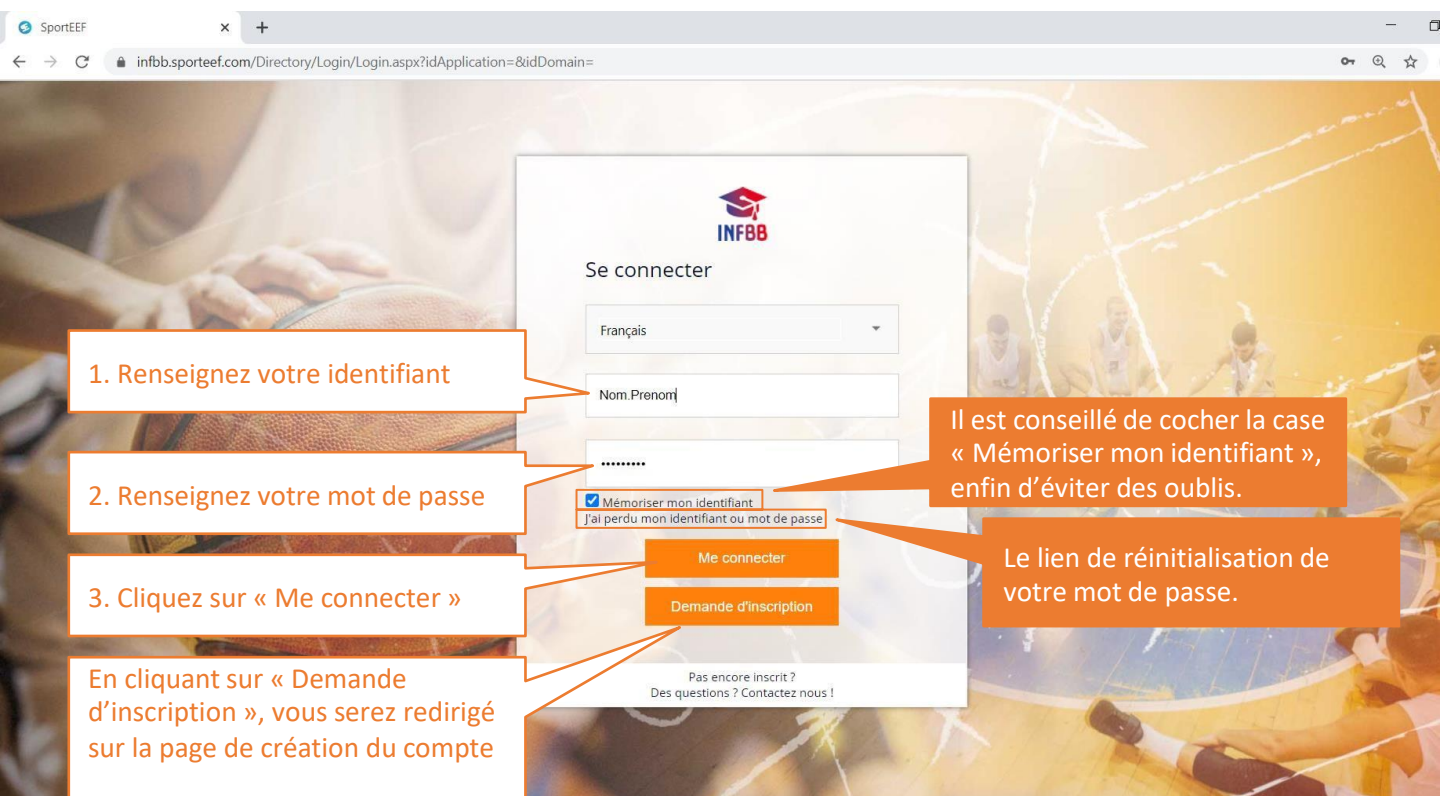 SportEEF
infbb.sporteef.com/Directory/Login/Login.aspx?idApplication=&idDomain=
INFBB
Se connecter
Français
1. Renseignez votre identifiant
Nom.Prenom
Il est conseillé de cocher la case
« Mémoriser mon identifiant »,
enfin d’éviter des oublis.
2. Renseignez votre mot de passe
•••••••••
Mémoriser mon identifiant
J'ai perdu mon identifiant ou mot de passe
Le lien de réinitialisation de
votre mot de passe.
3. Cliquez sur « Me connecter »
Me connecter
Demande d'inscription
En cliquant sur « Demande
d’inscription », vous serez redirigé
sur la page de création du compte
Pas encore inscrit ?
Des questions ? Contactez nous !